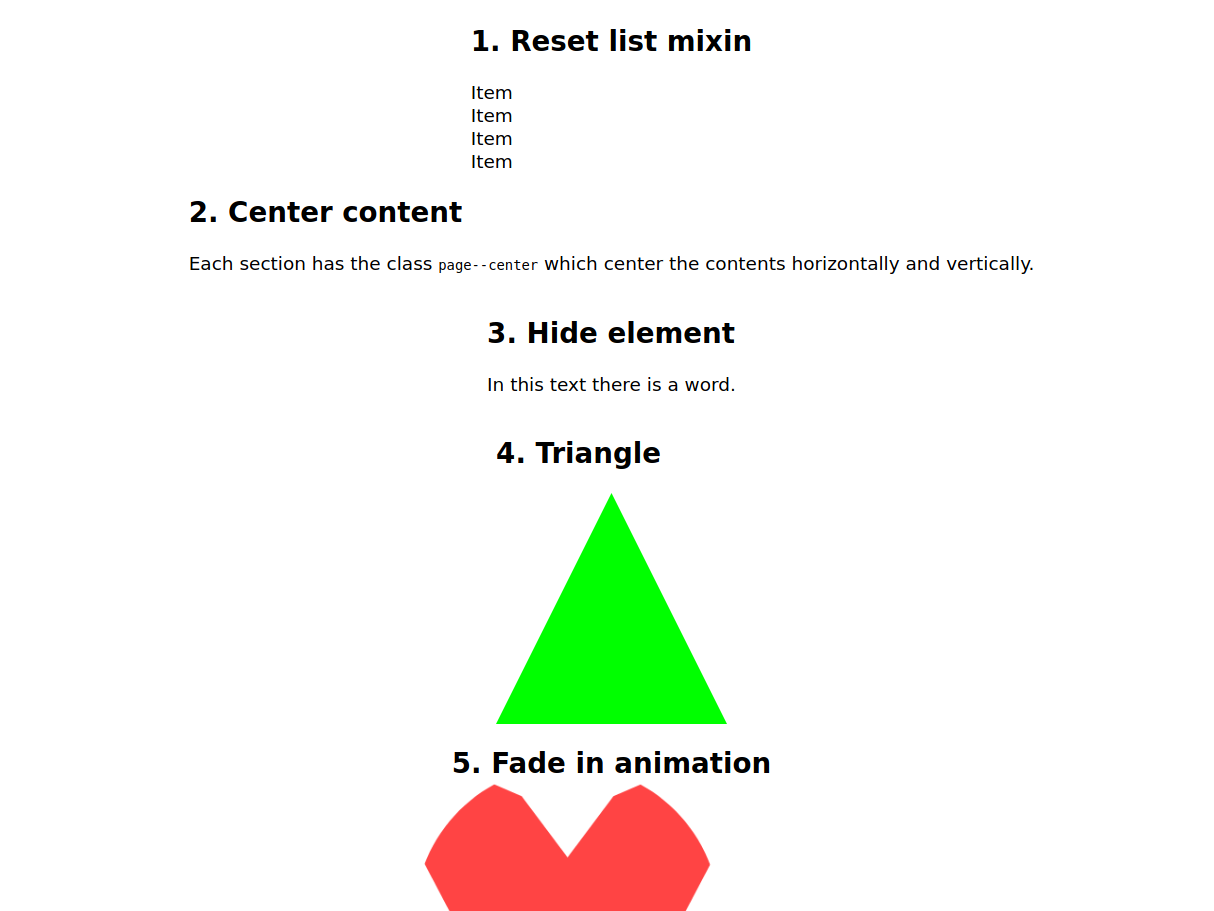 1. Reset list mixin
Item
Item
Item
Item
2. Center content
Each section has the class page--center which center the contents horizontally and vertically.
3. Hide element
In this text there is a word.
4. Triangle
5. Fade in animation